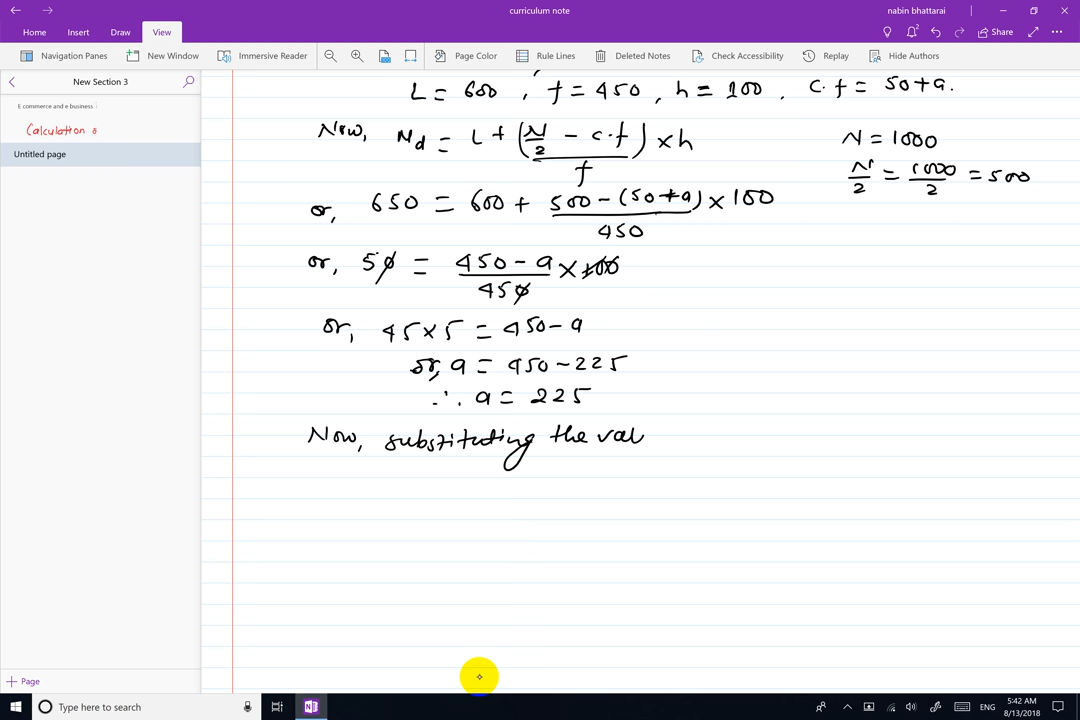 curriculum note
nabin bhattarai
Home Insert Draw View
Share
Navigation Panes New Window Immersive Reader Page Color Rule Lines Deleted Notes Check Accessibility Replay Hide Authors
New Section 3
E commerce and e business
Calculation
Untitled page
L = 600 , f = 450 , h = 100 , c.f = 50+a.
Now, Md = L + (N/2 - c.f)/f × h
N = 1000
N/2 = 1000/2 = 500
or, 650 = 600 + (500 - (50+a))/450 × 100
or, 50 = (450 - a)/450 × 100
or, 45 × 5 = 450 - a
or, a = 450 - 225
∴ a = 225
Now, substituting the val
+ Page
Type here to search
ENG
5:42 AM
8/13/2018